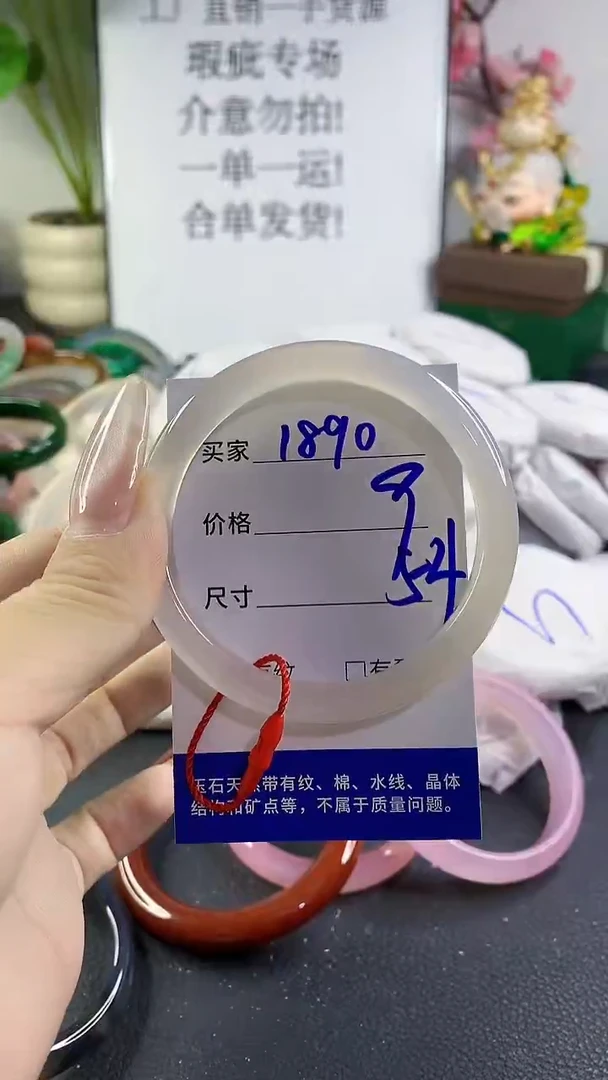 工厂直销一手货源
瑕疵专场
介意勿拍!
一单一运!
合单发货!
买家 1890
价格
尺寸 54
玉石天然带有纹、棉、水线、晶体
结构和矿点等，不属于质量问题。